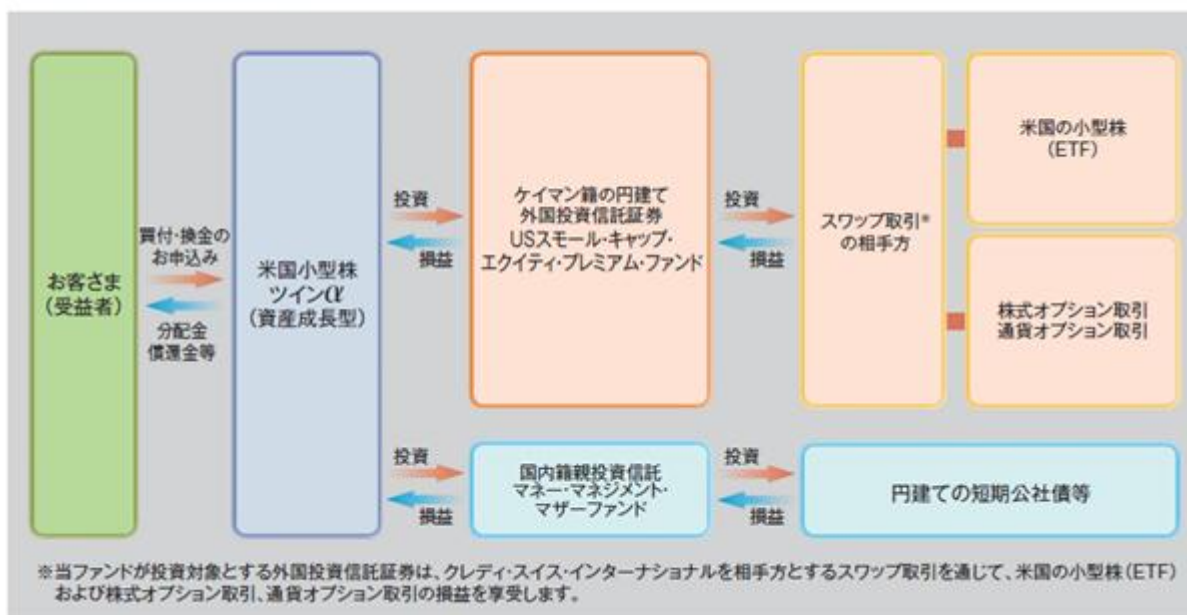 お客さま
(受益者)
買付・換金の
お申込み
分配金
償還金等
米国小型株
ツインα
(資産成長型)
投資
損益
ケイマン籍の円建て
外国投資信託証券
USスモール・キャップ・
エクイティ・プレミアム・ファンド
投資
損益
スワップ取引※
の相手方
米国の小型株
(ETF)
株式オプション取引
通貨オプション取引
投資
損益
国内籍親投資信託
マネー・マネジメント・
マザーファンド
投資
損益
円建ての短期公社債等
※当ファンドが投資対象とする外国投資信託証券は、クレディ・スイス・インターナショナルを相手方とするスワップ取引を通じて、米国の小型株(ETF)
および株式オプション取引、通貨オプション取引の損益を享受します。